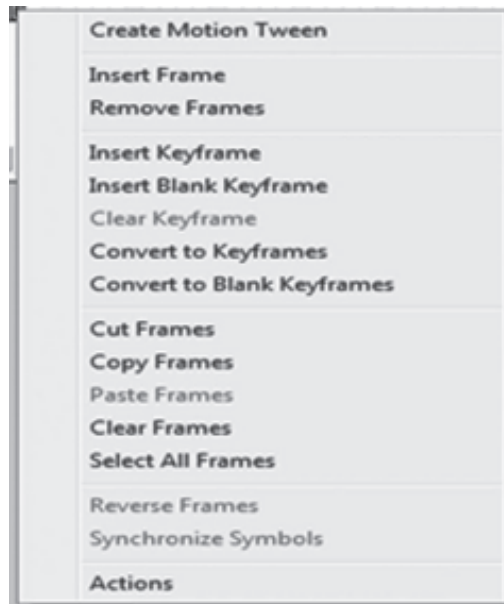 Create Motion Tween
Insert Frame
Remove Frames
Insert Keyframe
Insert Blank Keyframe
Clear Keyframe
Convert to Keyframes
Convert to Blank Keyframes
Cut Frames
Copy Frames
Paste Frames
Clear Frames
Select All Frames
Reverse Frames
Synchronize Symbols
Actions